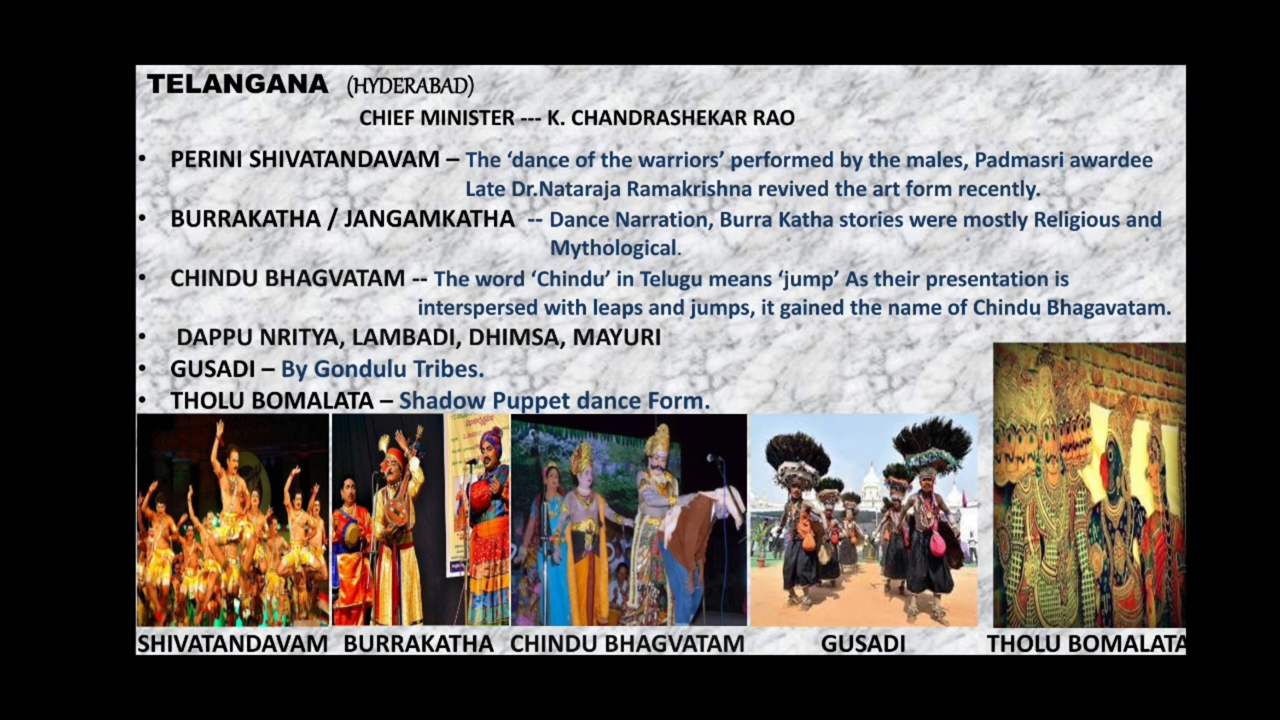 TELANGANA (HYDERABAD)
CHIEF MINISTER --- K. CHANDRASHEKAR RAO
• PERINI SHIVATANDAVAM – The ‘dance of the warriors’ performed by the males, Padmasri awardee
Late Dr.Nataraja Ramakrishna revived the art form recently.
• BURRAKATHA / JANGAMKATHA -- Dance Narration, Burra Katha stories were mostly Religious and
Mythological.
• CHINDU BHAGVATAM -- The word ‘Chindu’ in Telugu means ‘jump’ As their presentation is
interspersed with leaps and jumps, it gained the name of Chindu Bhagavatam.
• DAPPU NRITYA, LAMBADI, DHIMSA, MAYURI
• GUSADI – By Gondulu Tribes.
• THOLU BOMALATA – Shadow Puppet dance Form.
SHIVATANDAVAM BURRAKATHA CHINDU BHAGVATAM GUSADI THOLU BOMALATA